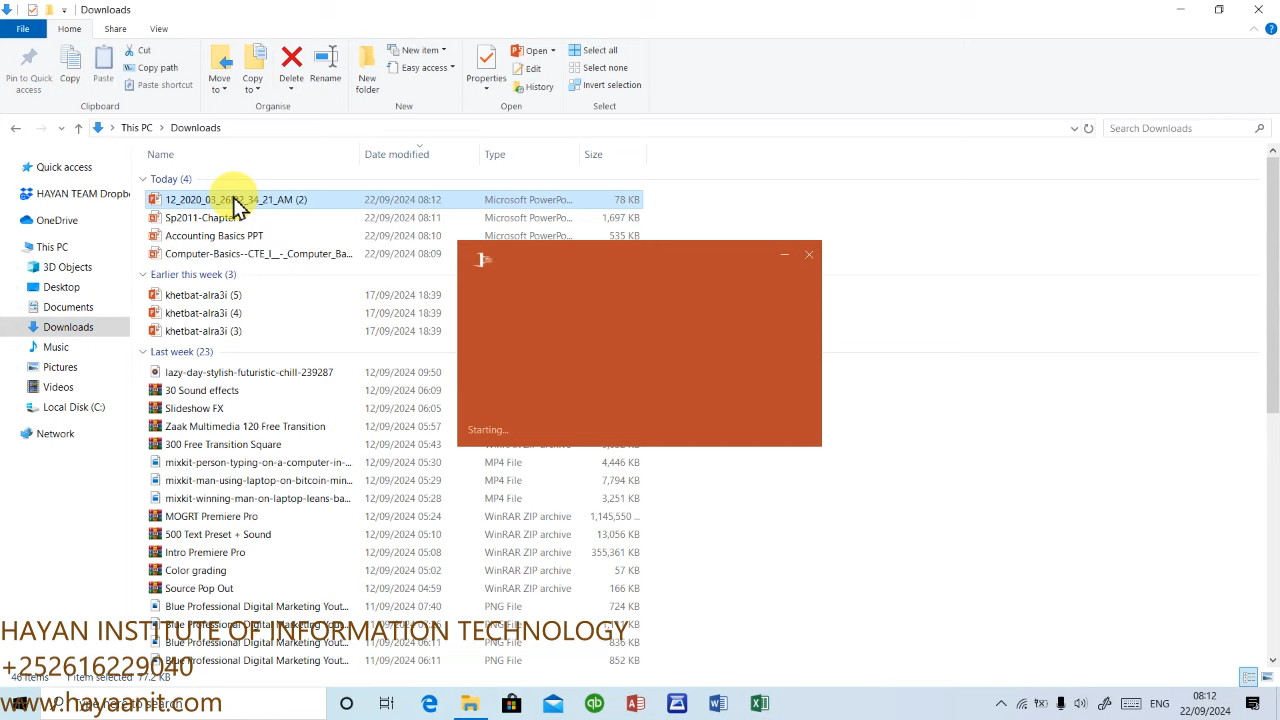 Downloads
File Home Share View
Pin to Quick access
Copy
Paste
Cut
Copy path
Paste shortcut
Clipboard
Move to
Copy to
Delete
Rename
Organise
New folder
New item
Easy access
New
Properties
Open
Edit
History
Open
Select all
Select none
Invert selection
Select
This PC > Downloads
Search Downloads
Quick access
HAYAN TEAM Dropb
OneDrive
This PC
3D Objects
Desktop
Documents
Downloads
Music
Pictures
Videos
Local Disk (C:)
Network
Name Date modified Type Size
Today (4)
22/09/2024 08:12 Microsoft PowerPo... 78 KB
22/09/2024 08:11 Microsoft PowerPo... 1,697 KB
Accounting Basics PPT 22/09/2024 08:10 Microsoft PowerPo... 535 KB
Computer-Basics--CTE_I__-_Computer_Ba... 22/09/2024 08:09
Earlier this week (3)
khetbat-alra3i (5) 17/09/2024 18:39
khetbat-alra3i (4) 17/09/2024 18:39
khetbat-alra3i (3) 17/09/2024 18:39
Last week (23)
lazy-day-stylish-futuristic-chill-239287 12/09/2024 09:50
30 Sound effects 12/09/2024 06:09
Slideshow FX 12/09/2024 06:05
Zaak Multimedia 120 Free Transition 12/09/2024 05:57
300 Free Transition Square 12/09/2024 05:43
mixkit-person-typing-on-a-computer-in-... 12/09/2024 05:30 MP4 File 4,446 KB
mixkit-man-using-laptop-on-bitcoin-min... 12/09/2024 05:29 MP4 File 7,794 KB
mixkit-winning-man-on-laptop-leans-ba... 12/09/2024 05:28 MP4 File 3,251 KB
MOGRT Premiere Pro 12/09/2024 05:24 WinRAR ZIP archive 1,145,550 ...
500 Text Preset + Sound 12/09/2024 05:10 WinRAR ZIP archive 13,056 KB
Intro Premiere Pro 12/09/2024 05:08 WinRAR ZIP archive 355,361 KB
Color grading 12/09/2024 05:02 WinRAR ZIP archive 57 KB
Source Pop Out 12/09/2024 04:59 WinRAR ZIP archive 166 KB
Blue Professional Digital Marketing Yout... 11/09/2024 07:40 PNG File 724 KB
Blue Professional Digital Marketing Yout... PNG File
Blue Professional Digital Marketing Yout... 11/09/2024 06:11 PNG File 836 KB
Blue Professional Digital Marketing Yout... 11/09/2024 06:11 PNG File 852 KB
Starting...
HAYAN INSTITUTE OF INFORMATION TECHNOLOGY
+252616229040
46 items 1 item selected 77.2 KB
www.hayaanit.com
Type here to search
08:12
22/09/2024